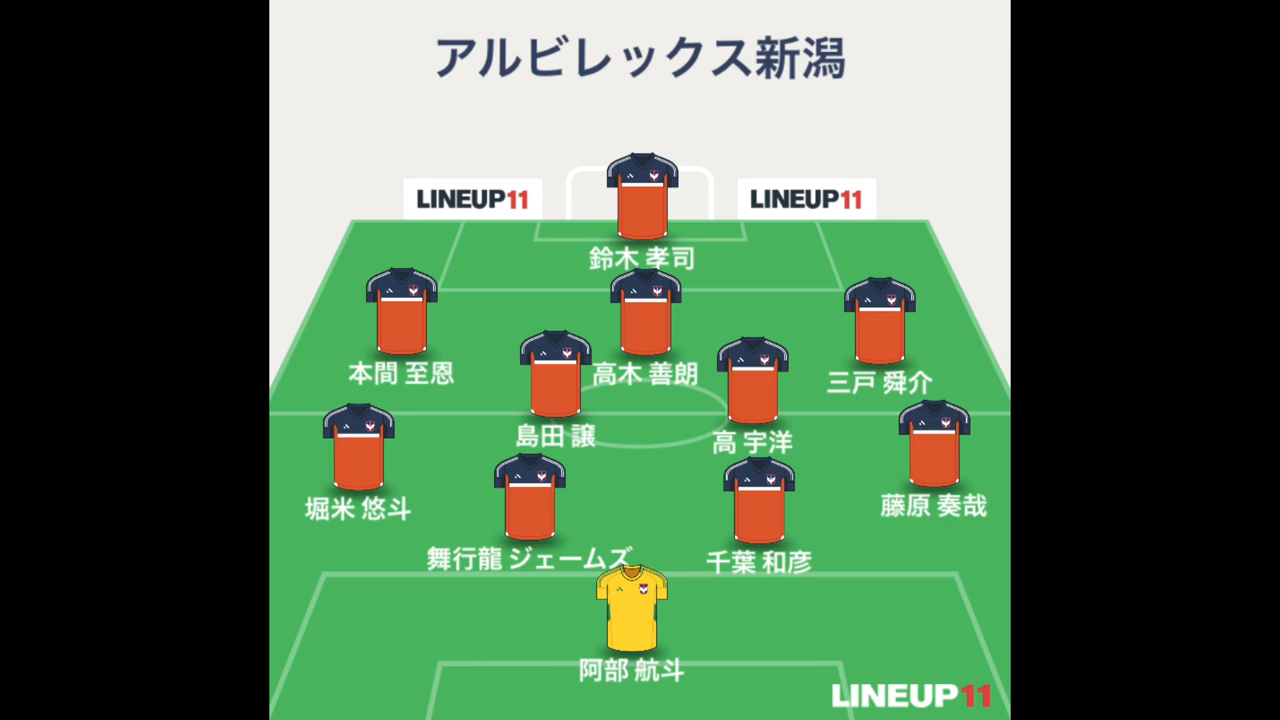 アルビレックス新潟
LINEUP11
LINEUP11
鈴木 孝司
本間 至恩
高木 善朗
三戸 舜介
島田 譲
高 宇洋
堀米 悠斗
藤原 奏哉
舞行龍 ジェームズ
千葉 和彦
阿部 航斗
LINEUP11